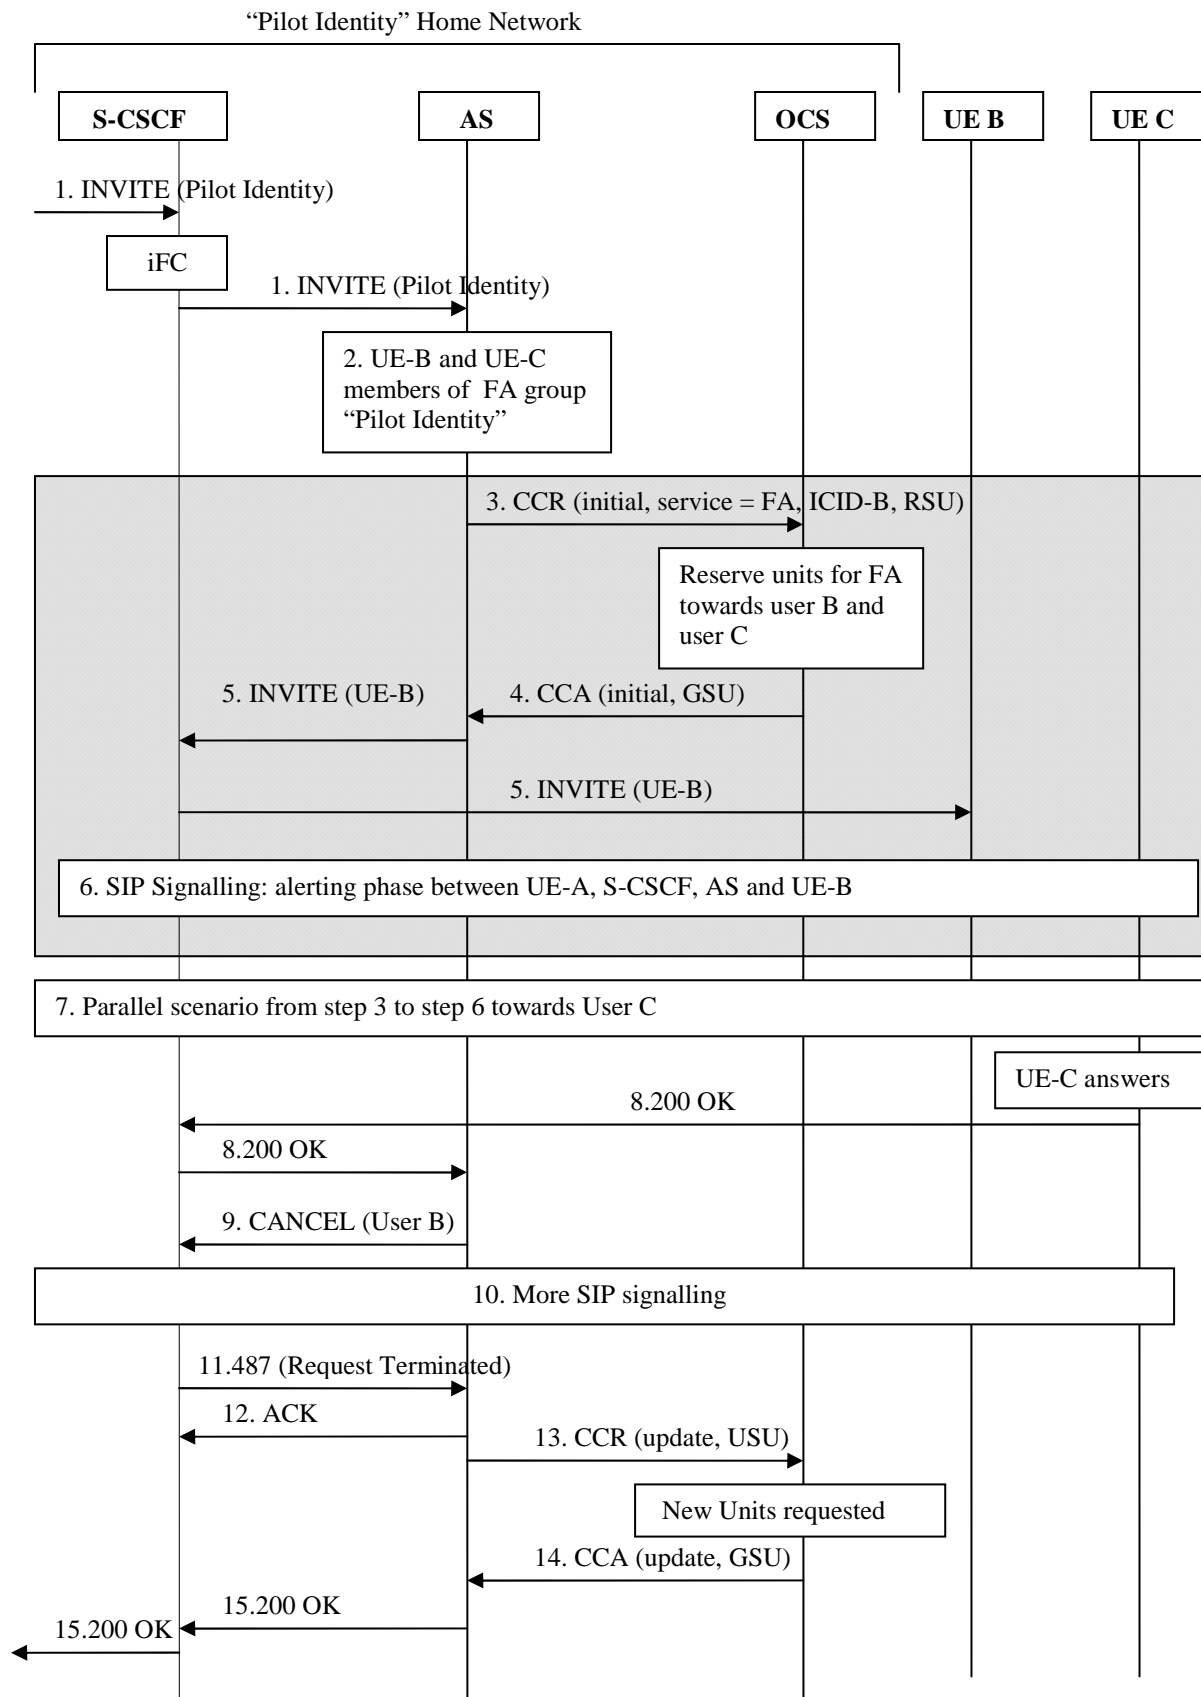 “Pilot Identity” Home Network
S-CSCF
AS
OCS
UE B
UE C
1. INVITE (Pilot Identity)
iFC
1. INVITE (Pilot Identity)
2. UE-B and UE-C
members of FA group
“Pilot Identity”
3. CCR (initial, service = FA, ICID-B, RSU)
Reserve units for FA
towards user B and
user C
5. INVITE (UE-B)
4. CCA (initial, GSU)
5. INVITE (UE-B)
6. SIP Signalling: alerting phase between UE-A, S-CSCF, AS and UE-B
7. Parallel scenario from step 3 to step 6 towards User C
UE-C answers
8.200 OK
8.200 OK
9. CANCEL (User B)
10. More SIP signalling
11.487 (Request Terminated)
12. ACK
13. CCR (update, USU)
New Units requested
14. CCA (update, GSU)
15.200 OK
15.200 OK